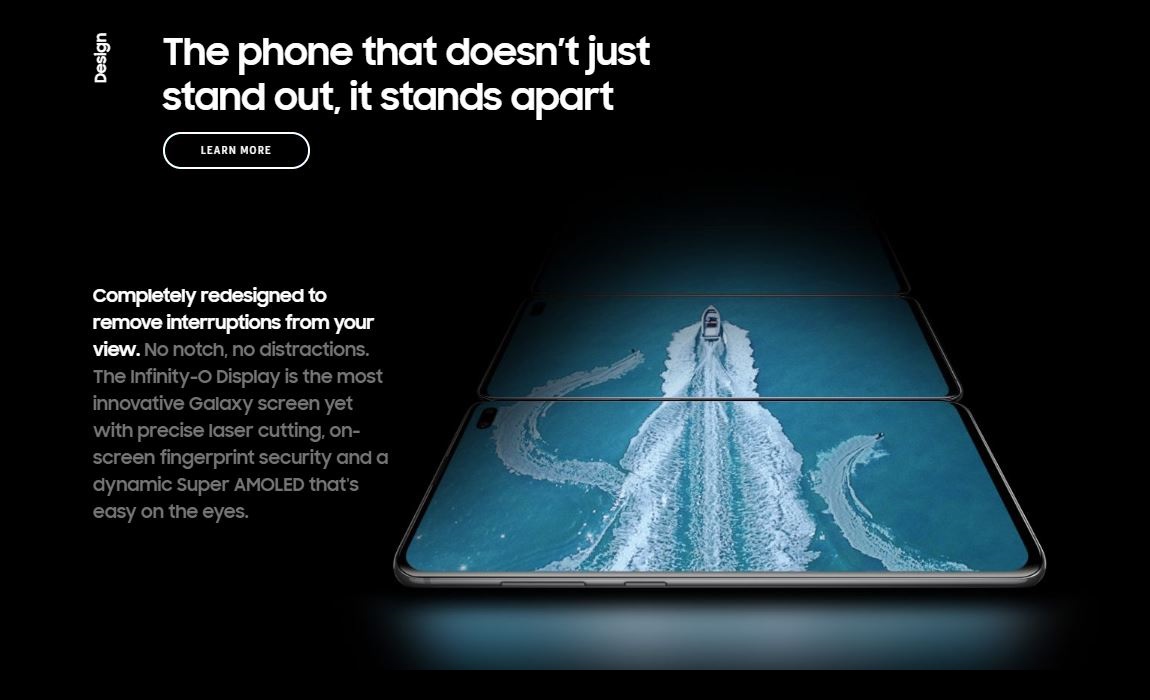 Design
The phone that doesn’t just
stand out, it stands apart
LEARN MORE
Completely redesigned to
remove interruptions from your
view. No notch, no distractions.
The Infinity-O Display is the most
innovative Galaxy screen yet
with precise laser cutting, on-
screen fingerprint security and a
dynamic Super AMOLED that's
easy on the eyes.